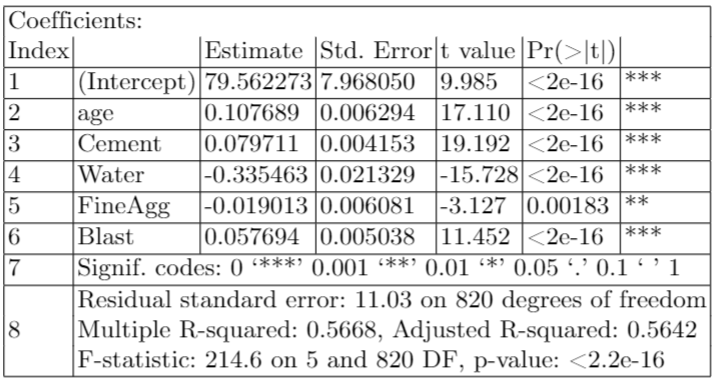 Coefficients:
Index Estimate Std. Error t value Pr(>|t|)
1 (Intercept) 79.562273 7.968050 9.985 <2e-16 ***
2 age 0.107689 0.006294 17.110 <2e-16 ***
3 Cement 0.079711 0.004153 19.192 <2e-16 ***
4 Water -0.335463 0.021329 -15.728 <2e-16 ***
5 FineAgg -0.019013 0.006081 -3.127 0.00183 **
6 Blast 0.057694 0.005038 11.452 <2e-16 ***
7 Signif. codes: 0 ‘***’ 0.001 ‘**’ 0.01 ‘*’ 0.05 ‘.’ 0.1 ‘ ’ 1
Residual standard error: 11.03 on 820 degrees of freedom
8 Multiple R-squared: 0.5668, Adjusted R-squared: 0.5642
F-statistic: 214.6 on 5 and 820 DF, p-value: <2.2e-16